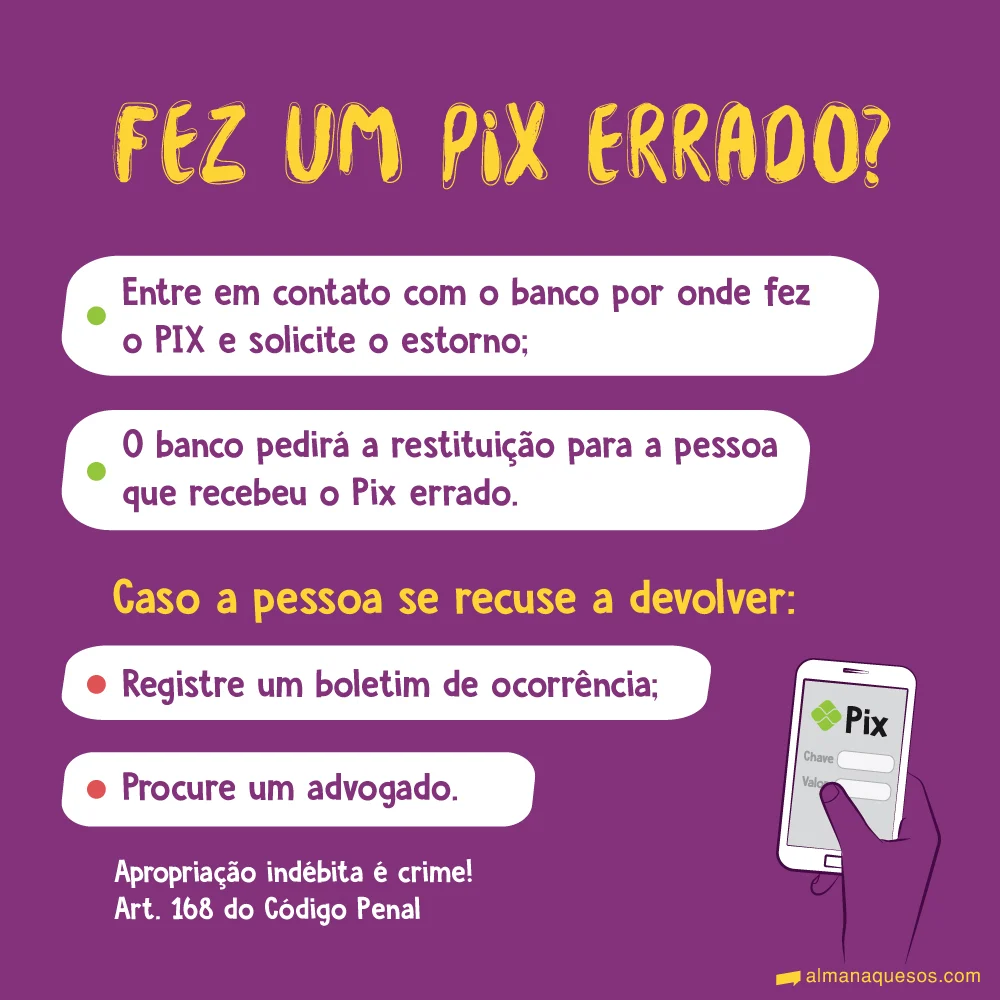 FEZ UM PiX ERRADO?
Entre em contato com o banco por onde fez
o PIX e solicite o estorno;
O banco pedirá a restituição para a pessoa
que recebeu o Pix errado.
Caso a pessoa se recuse a devolver:
Registre um boletim de ocorrência;
Procure um advogado.
Apropriação indébita é crime!
Art. 168 do Código Penal
Pix
Chave
Valor
almanaquesos.com